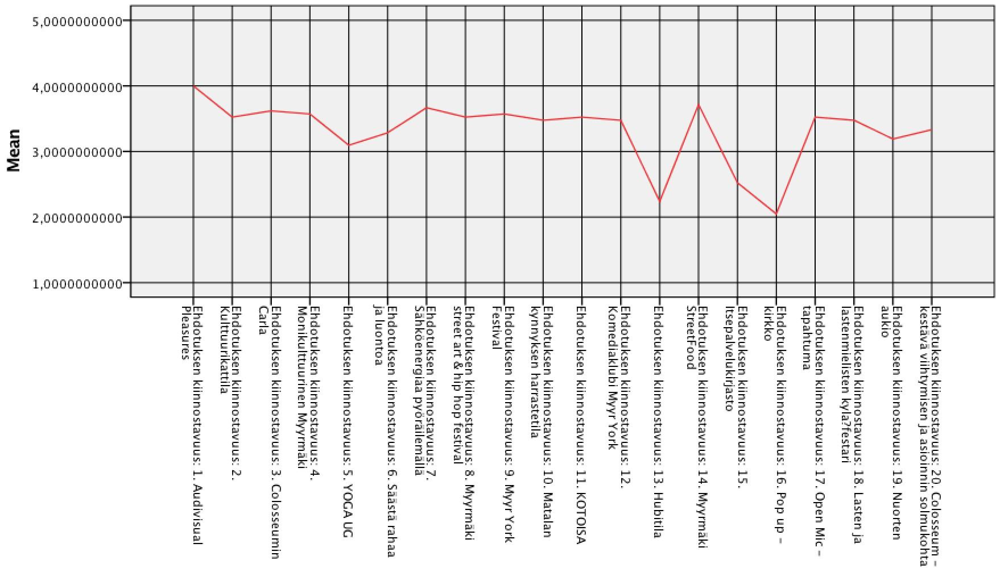 Mean
5,0000000000
4,0000000000
3,0000000000
2,0000000000
1,0000000000
Ehdotuksen kiinnostavuus: 1. Audivisual
Pleasures
Ehdotuksen kiinnostavuus: 2.
Kulttuurikattila
Ehdotuksen kiinnostavuus: 3. Colosseumin
Carla
Ehdotuksen kiinnostavuus: 4.
Monikulttuurinen Myyrmäki
Ehdotuksen kiinnostavuus: 5. YOGA UG
Ehdotuksen kiinnostavuus: 6. Säästä rahaa
ja luontoa
Ehdotuksen kiinnostavuus: 7.
Sähköenergiaa pyöräilemällä
Ehdotuksen kiinnostavuus: 8. Myyrmäki
street art & hip hop festival
Ehdotuksen kiinnostavuus: 9. Myyr York
Festival
Ehdotuksen kiinnostavuus: 10. Matalan
kynnyksen harrastetila
Ehdotuksen kiinnostavuus: 11. KOTOISA
Ehdotuksen kiinnostavuus: 12.
Komediaklubi Myyr York
Ehdotuksen kiinnostavuus: 13. Hubitila
Ehdotuksen kiinnostavuus: 14. Myyrmäki
StreetFood
Ehdotuksen kiinnostavuus: 15.
Itsepalvelukirjasto
Ehdotuksen kiinnostavuus: 16. Pop up –
kirkko
Ehdotuksen kiinnostavuus: 17. Open Mic –
tapahtuma
Ehdotuksen kiinnostavuus: 18. Lasten ja
lastenmielisten kyla?festari
Ehdotuksen kiinnostavuus: 19. Nuorten
aukio
Ehdotuksen kiinnostavuus: 20. Colosseum –
kestävä viihtymisen ja asioinnin solmukohta